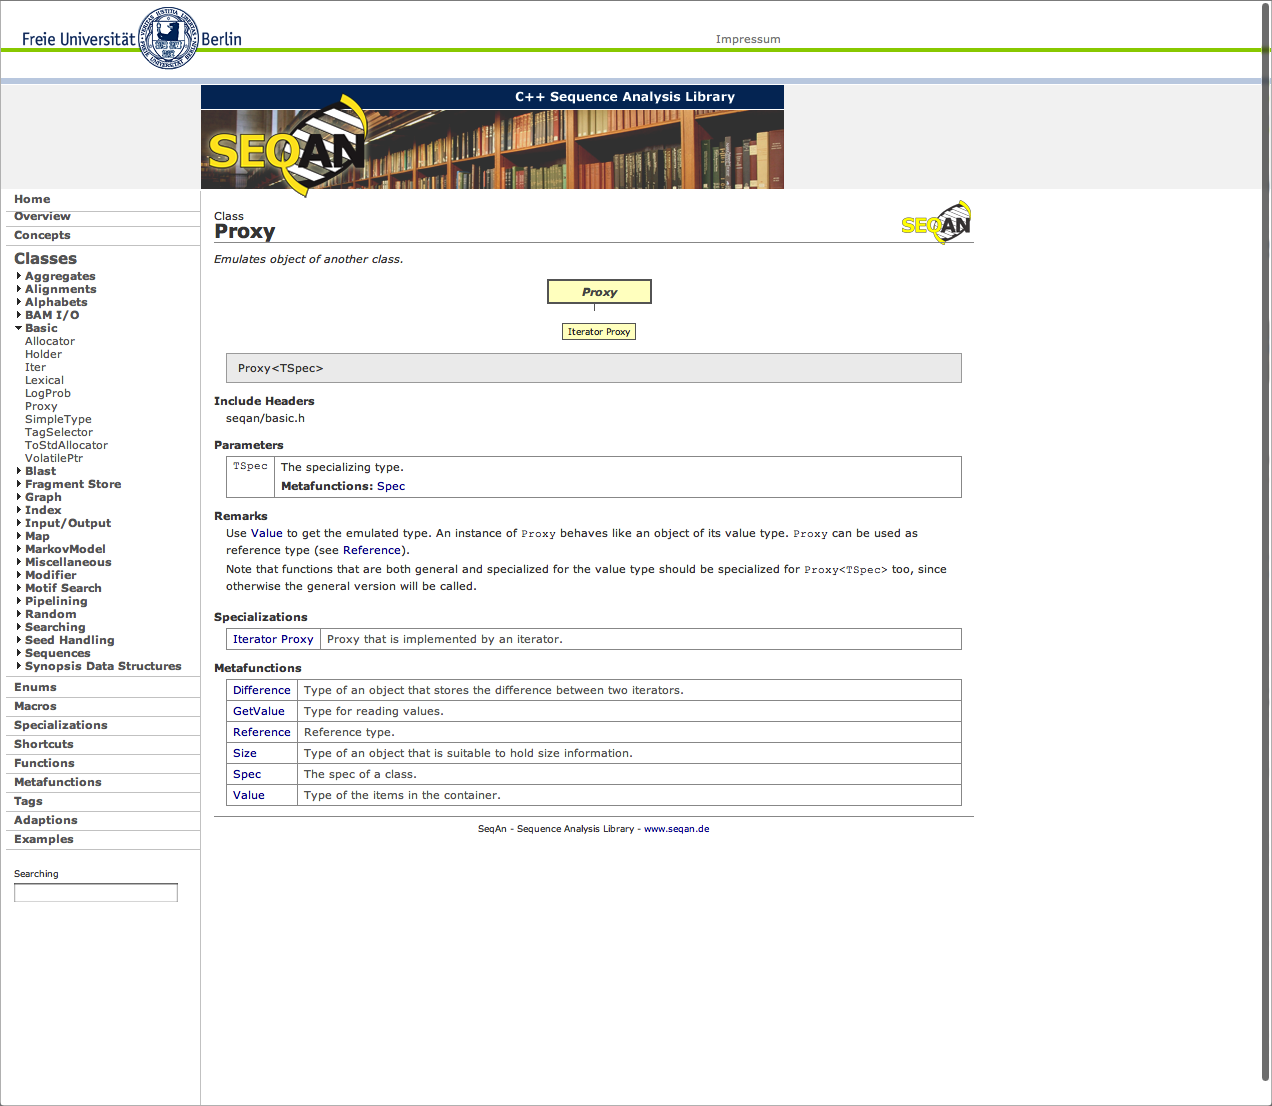 Freie Universität Berlin
Impressum
C++ Sequence Analysis Library
SEQAN
Home
Overview
Concepts
Classes
Aggregates
Alignments
Alphabets
BAM I/O
Basic
Allocator
Holder
Iter
Lexical
LogProb
Proxy
SimpleType
TagSelector
ToStdAllocator
VolatilePtr
Blast
Fragment Store
Graph
Index
Input/Output
Map
MarkovModel
Miscellaneous
Modifier
Motif Search
Pipelining
Random
Searching
Seed Handling
Sequences
Synopsis Data Structures
Enums
Macros
Specializations
Shortcuts
Functions
Metafunctions
Tags
Adaptions
Examples
Searching
Class
Proxy
SEQAN
Emulates object of another class.
Proxy
Iterator Proxy
Proxy<TSpec>
Include Headers
seqan/basic.h
Parameters
TSpec The specializing type.
Metafunctions: Spec
Remarks
Use Value to get the emulated type. An instance of Proxy behaves like an object of its value type. Proxy can be used as
reference type (see Reference).
Note that functions that are both general and specialized for the value type should be specialized for Proxy<TSpec> too, since
otherwise the general version will be called.
Specializations
Iterator Proxy Proxy that is implemented by an iterator.
Metafunctions
Difference Type of an object that stores the difference between two iterators.
GetValue Type for reading values.
Reference Reference type.
Size Type of an object that is suitable to hold size information.
Spec The spec of a class.
Value Type of the items in the container.
SeqAn - Sequence Analysis Library - www.seqan.de